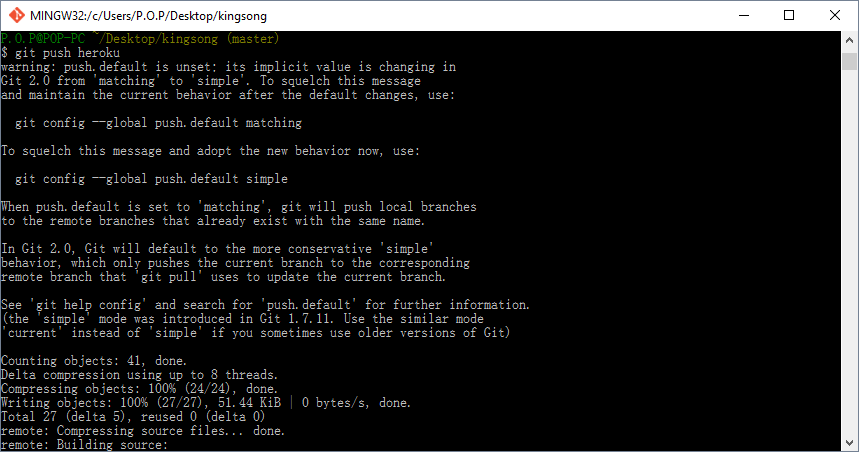 MINGW32:/c/Users/P.O.P/Desktop/kingsong
P.O.P@POP-PC ~/Desktop/kingsong (master)
$ git push heroku
warning: push.default is unset: its implicit value is changing in
Git 2.0 from 'matching' to 'simple'. To squelch this message
and maintain the current behavior after the default changes, use:
git config --global push.default matching
To squelch this message and adopt the new behavior now, use:
git config --global push.default simple
When push.default is set to 'matching', git will push local branches
to the remote branches that already exist with the same name.
In Git 2.0, Git will default to the more conservative 'simple'
behavior, which only pushes the current branch to the corresponding
remote branch that 'git pull' uses to update the current branch.
See 'git help config' and search for 'push.default' for further information.
(the 'simple' mode was introduced in Git 1.7.11. Use the similar mode
'current' instead of 'simple' if you sometimes use older versions of Git)
Counting objects: 41, done.
Delta compression using up to 8 threads.
Compressing objects: 100% (24/24), done.
Writing objects: 100% (27/27), 51.44 KiB | 0 bytes/s, done.
Total 27 (delta 5), reused 0 (delta 0)
remote: Compressing source files... done.
remote: Building source: